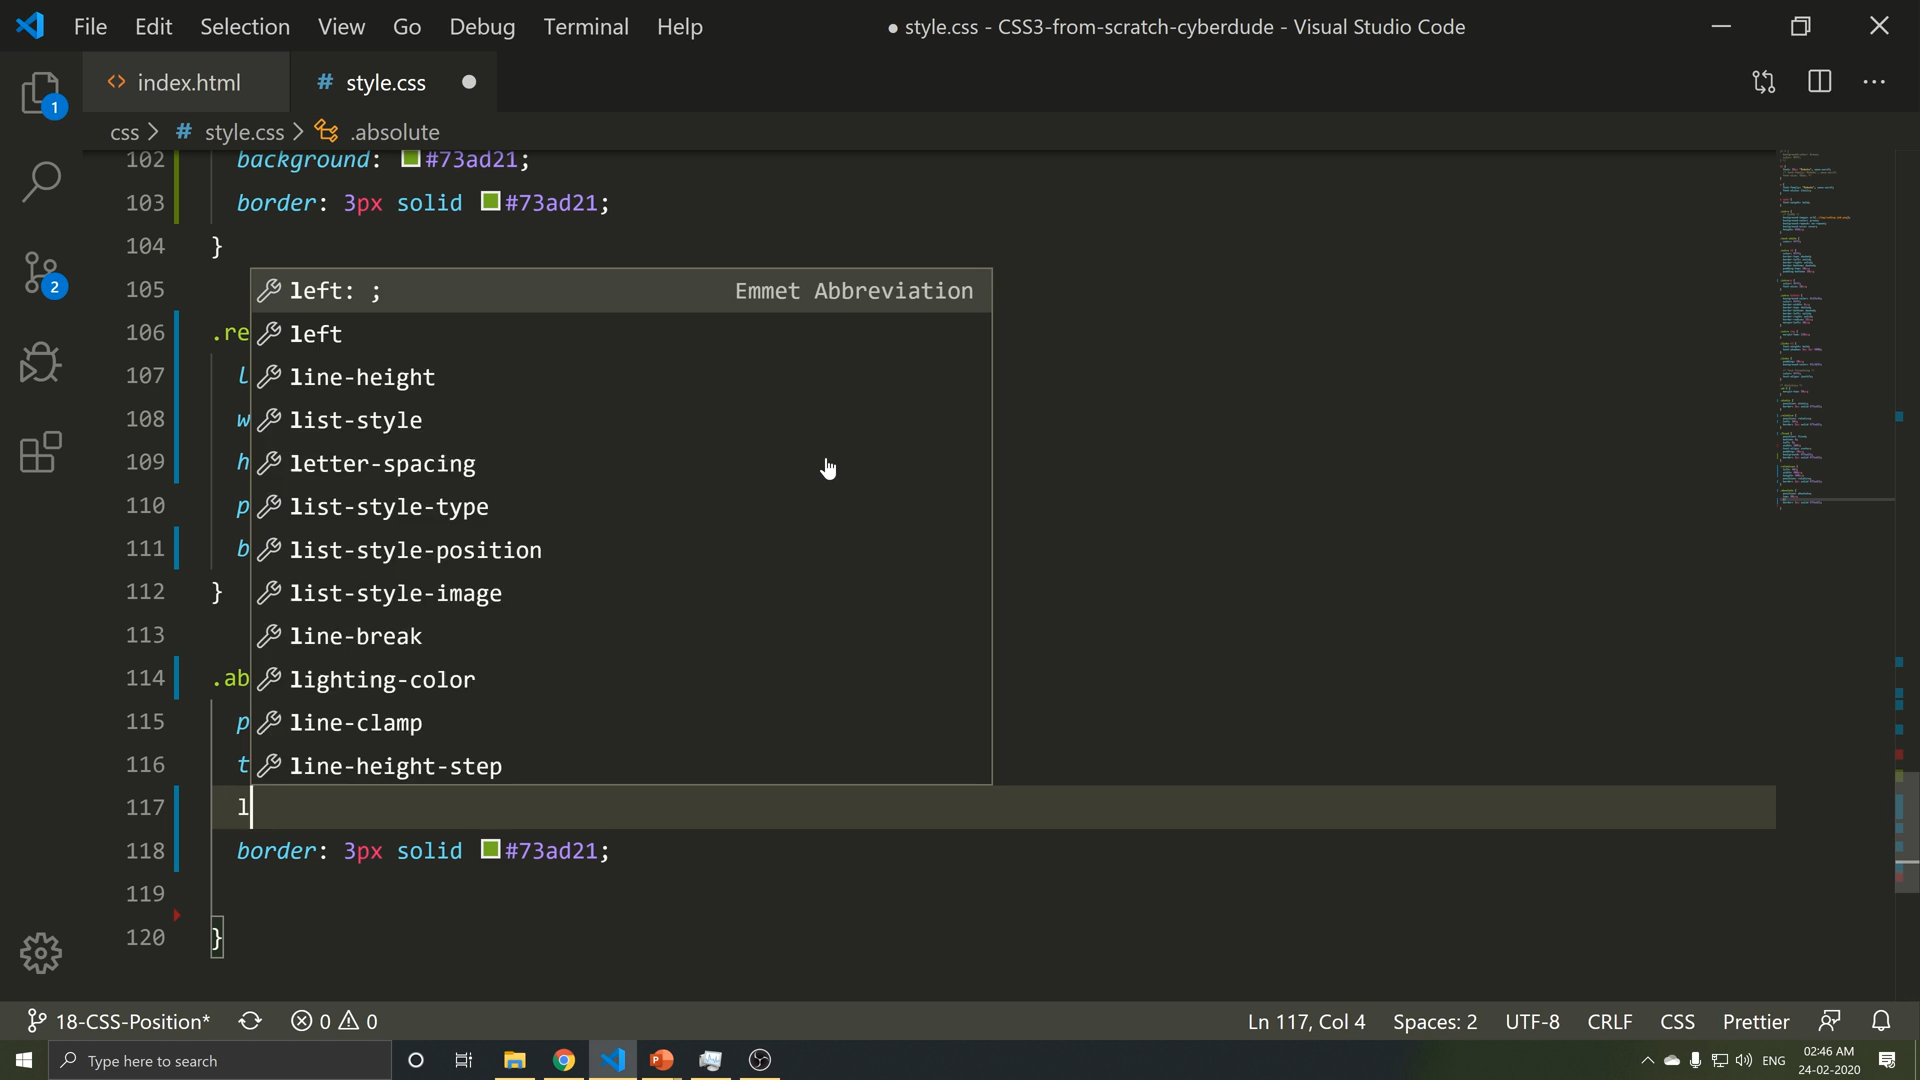 File Edit Selection View Go Debug Terminal Help
● style.css - CSS3-from-scratch-cyberdude - Visual Studio Code
<> index.html
# style.css ●
css > # style.css > .absolute
102 background: #73ad21;
103 border: 3px solid #73ad21;
104 }
105 left: ; Emmet Abbreviation
106 .re left
107 l line-height
108 w list-style
109 h letter-spacing
110 p list-style-type
111 b list-style-position
112 } list-style-image
113 line-break
114 .ab lighting-color
115 p line-clamp
116 t line-height-step
117 l
118 border: 3px solid #73ad21;
119
120 }
1
2
18-CSS-Position* 0 0 Ln 117, Col 4 Spaces: 2 UTF-8 CRLF CSS Prettier
Type here to search ENG 02:46 AM
24-02-2020